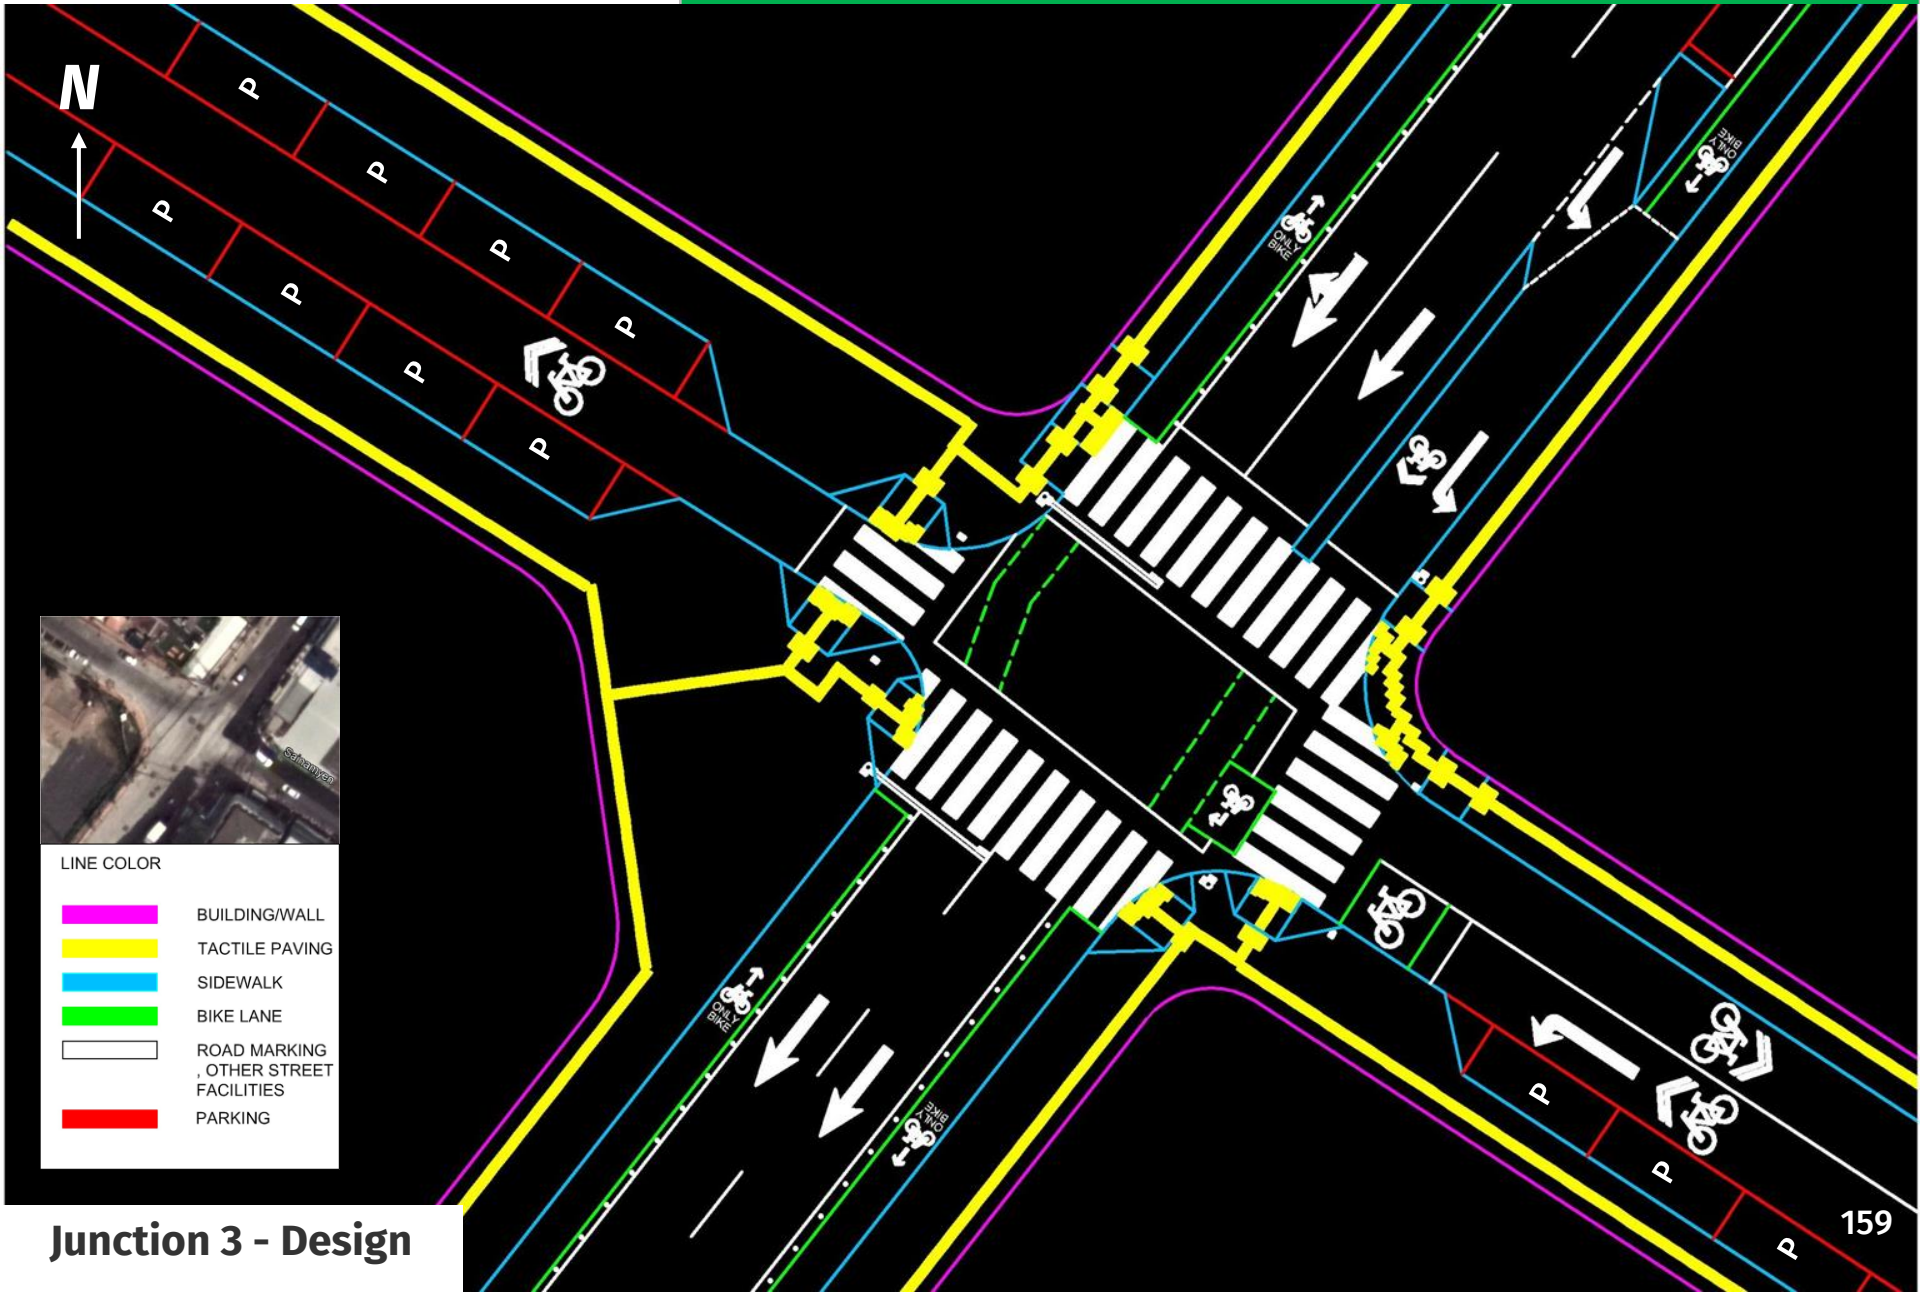 N
P
P
P
P
P
P
P
P
ONLY
BIKE
ONLY
BIKE
ONLY
BIKE
ONLY
BIKE
P
P
P
Samanyen
LINE COLOR
BUILDING/WALL
TACTILE PAVING
SIDEWALK
BIKE LANE
ROAD MARKING
, OTHER STREET
FACILITIES
PARKING
Junction 3 - Design
159